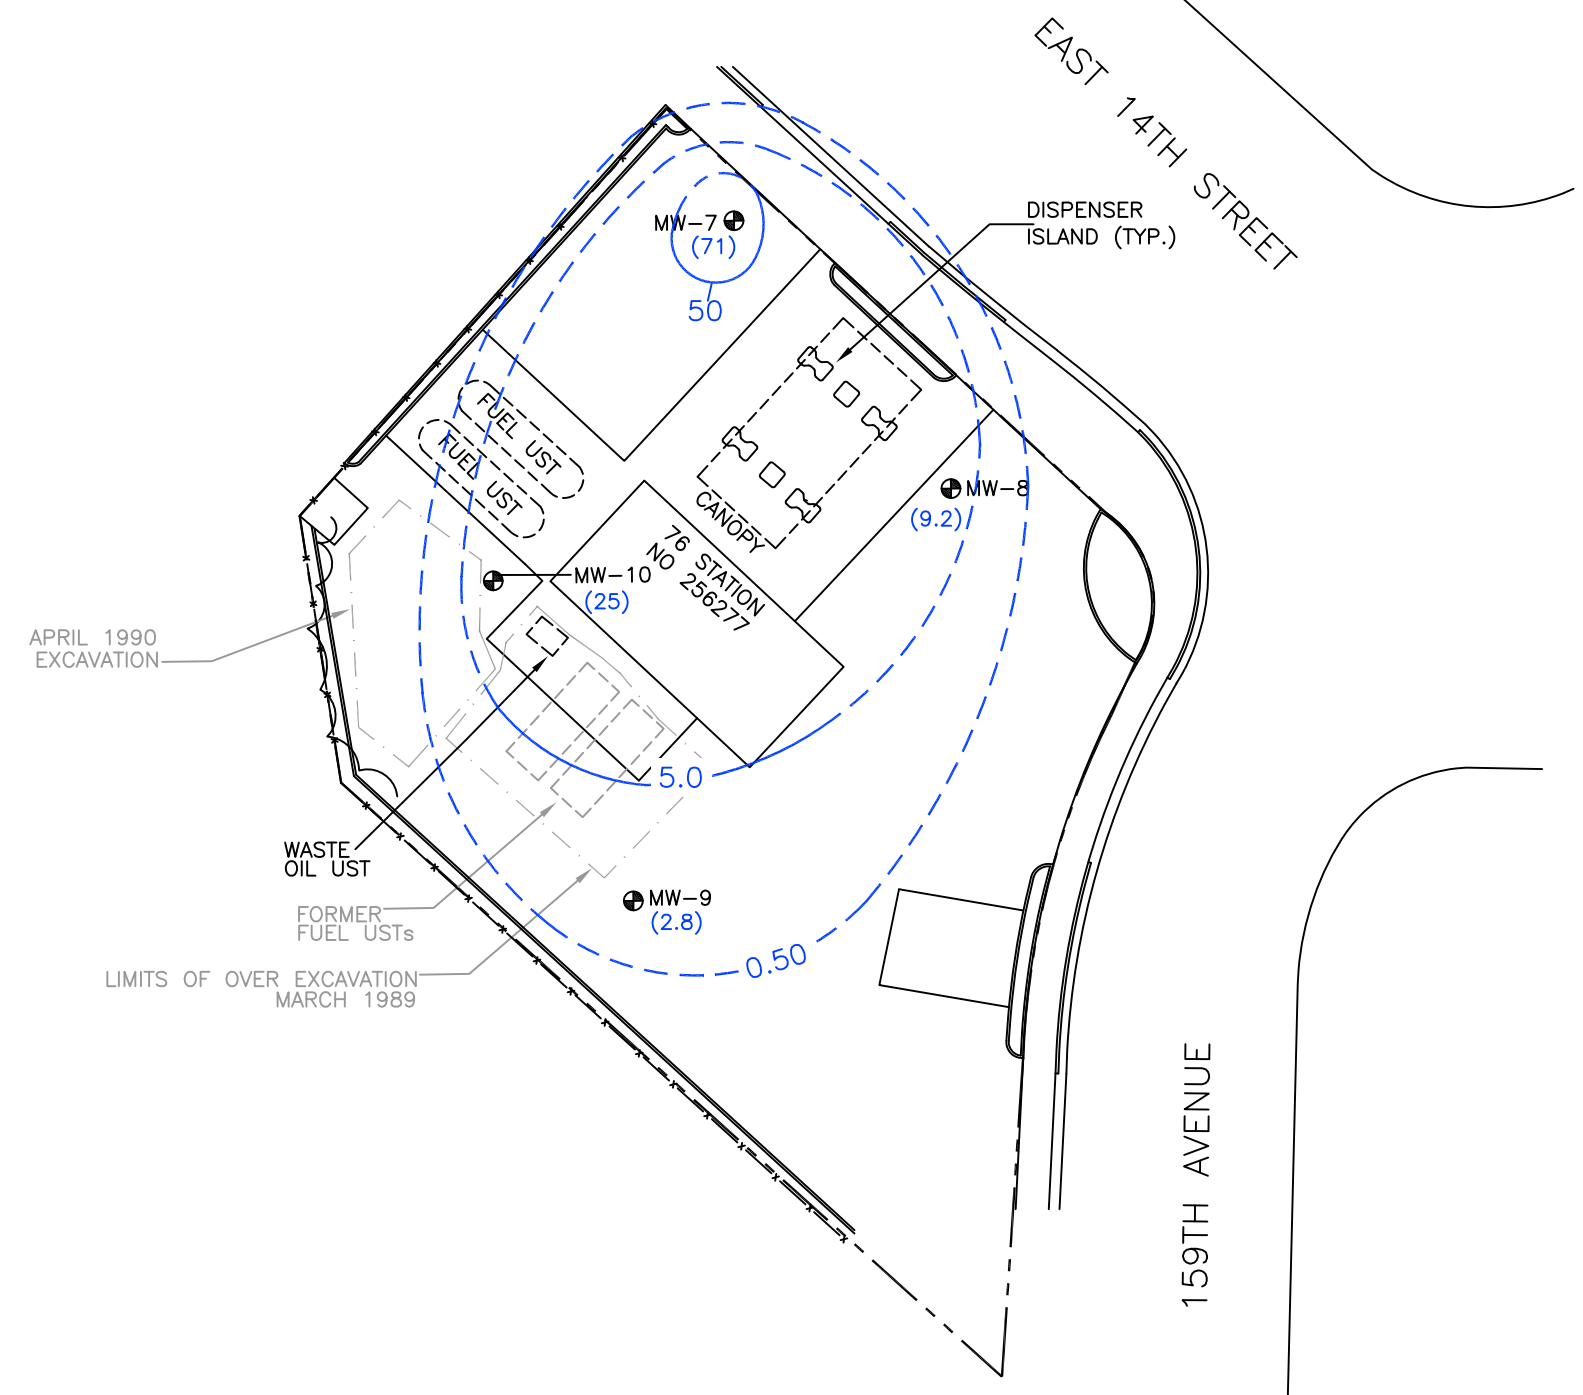 EAST 14TH STREET
DISPENSER
ISLAND (TYP.)
MW-7
(71)
50
FUEL UST
FUEL UST
CANOPY
MW-8
(9.2)
76 STATION
NO 256277
MW-10
(25)
APRIL 1990
EXCAVATION
5.0
WASTE
OIL UST
MW-9
(2.8)
FORMER
FUEL USTs
0.50
LIMITS OF OVER EXCAVATION
MARCH 1989
159TH AVENUE